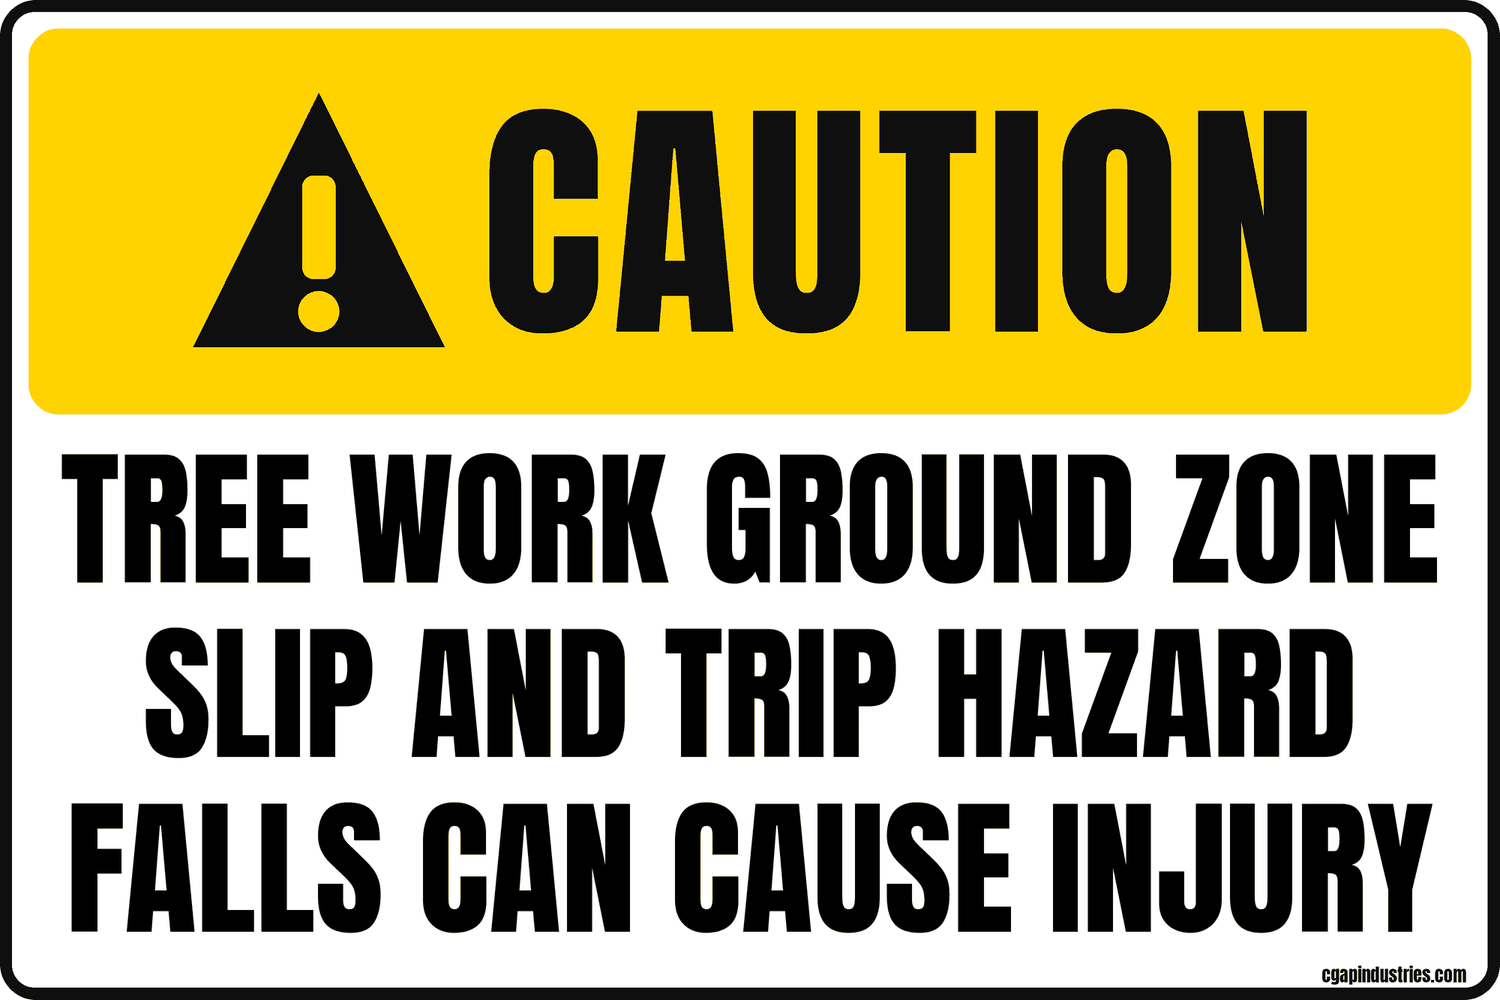 CAUTION
TREE WORK GROUND ZONE
SLIP AND TRIP HAZARD
FALLS CAN CAUSE INJURY
cgapindustries.com